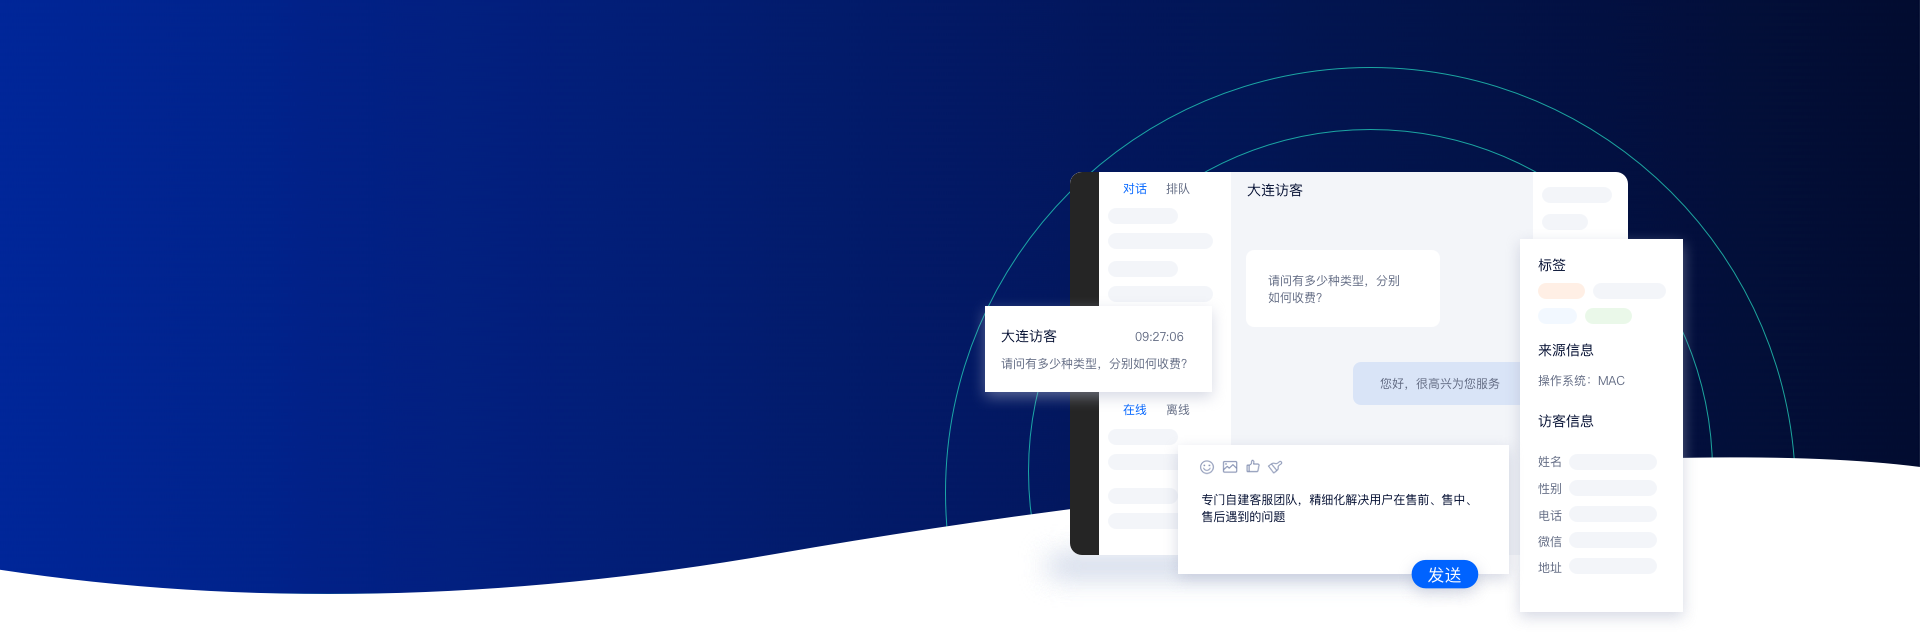 对话 排队
大连访客
09:27:06
请问有多少种类型，分别如何收费?
在线 离线
大连访客
请问有多少种类型，分别
如何收费?
您好，很高兴为您服务
专门自建客服团队，精细化解决用户在售前、售中、
售后遇到的问题
发送
标签
来源信息
操作系统：MAC
访客信息
姓名
性别
电话
微信
地址